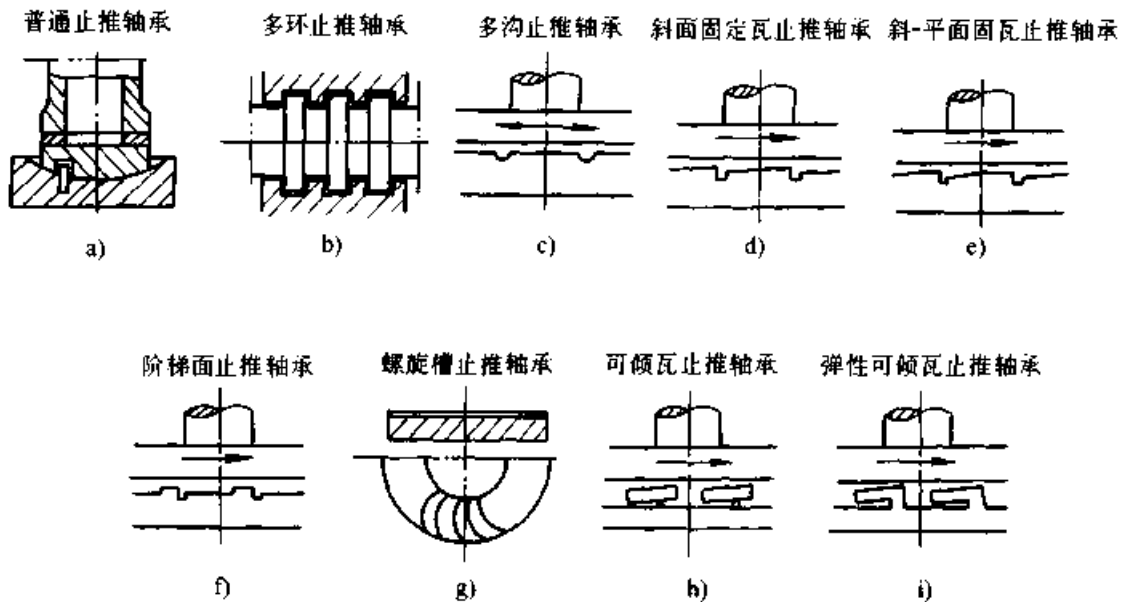 普通止推轴承
多环止推轴承
多沟止推轴承
斜面固定瓦止推轴承
斜-平面固瓦止推轴承
a)
b)
c)
d)
e)
阶梯面止推轴承
螺旋槽止推轴承
可倾瓦止推轴承
弹性可倾瓦止推轴承
f)
g)
h)
i)